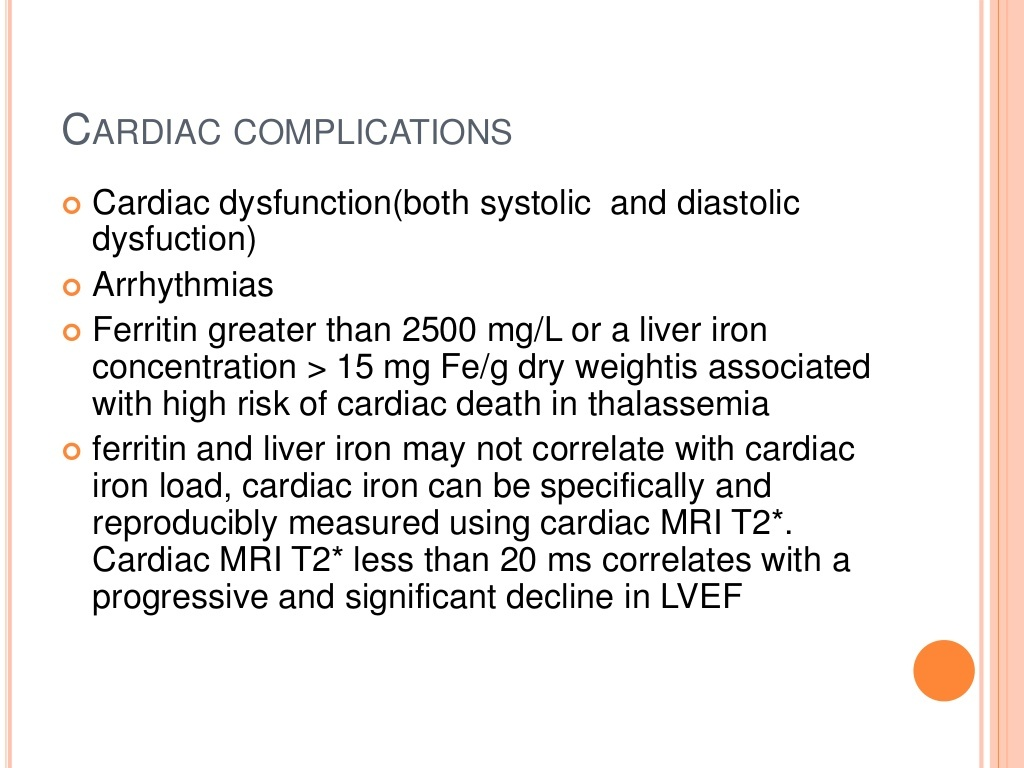 CARDIAC COMPLICATIONS
Cardiac dysfunction(both systolic  and diastolic
dysfuction)
Arrhythmias
Ferritin greater than 2500 mg/L or a liver iron
concentration > 15 mg Fe/g dry weightis associated
with high risk of cardiac death in thalassemia
ferritin and liver iron may not correlate with cardiac
iron load, cardiac iron can be specifically and
reproducibly measured using cardiac MRI T2*.
Cardiac MRI T2* less than 20 ms correlates with a
progressive and significant decline in LVEF